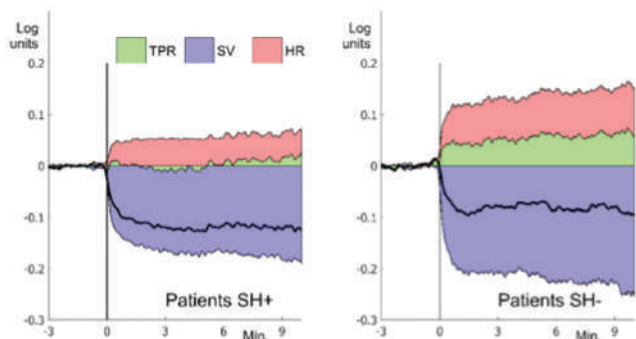 Log units
TPR SV HR
0.2
0.1
0
-0.1
-0.2
-0.3
-3 0 3 6 9
Min.
Patients SH+
Log units
0.2
0.1
0
-0.1
-0.2
-0.3
-3 0 3 6 9
Min.
Patients SH-